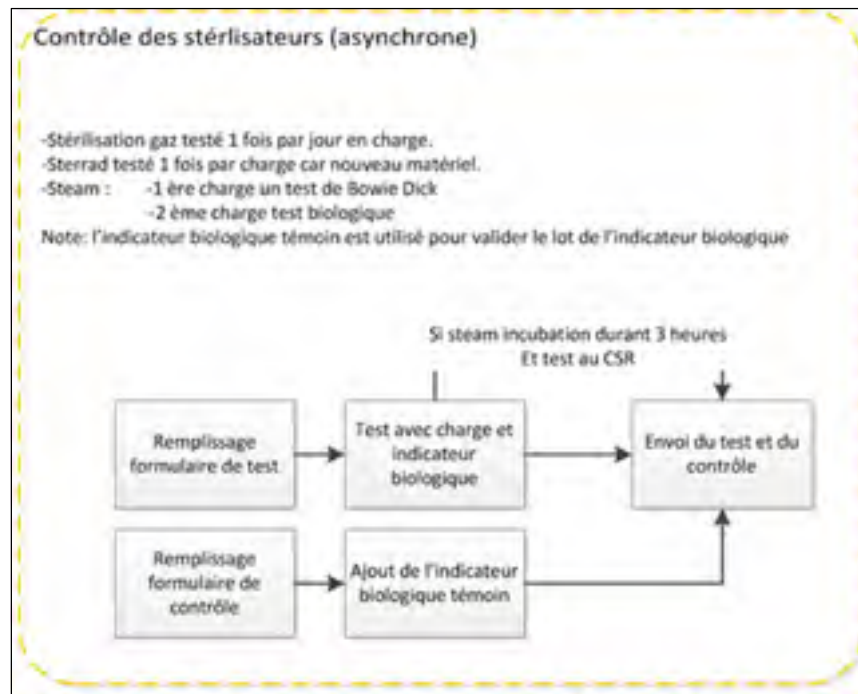 Contrôle des stérlisateurs (asynchrone)
-Stérilisation gaz testé 1 fois par jour en charge.
-Sterrad testé 1 fois par charge car nouveau matériel.
-Steam : -1 ère charge un test de Bowie Dick
-2 ème charge test biologique
Note: l'indicateur biologique témoin est utilisé pour valider le lot de l'indicateur biologique
Si steam incubation durant 3 heures
Et test au CSR
Remplissage
formulaire de test
Test avec charge et
indicateur
biologique
Envoi du test et du
contrôle
Remplissage
formulaire de
contrôle
Ajout de l'indicateur
biologique témoin